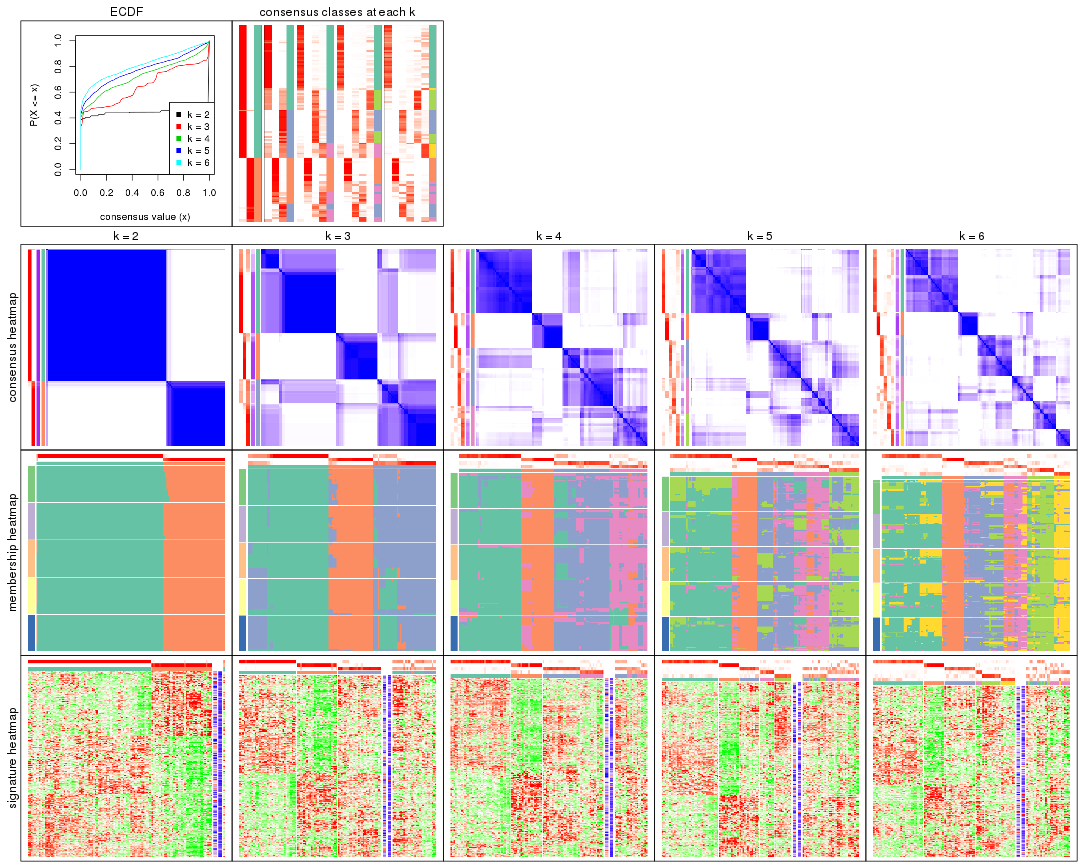 ECDF
consensus classes at each k
P(X <= x)
0.0 0.2 0.4 0.6 0.8 1.0
k = 2
k = 3
k = 4
k = 5
k = 6
0.0 0.2 0.4 0.6 0.8 1.0
consensus value (x)
k = 2 k = 3 k = 4 k = 5 k = 6
consensus heatmap
membership heatmap
signature heatmap